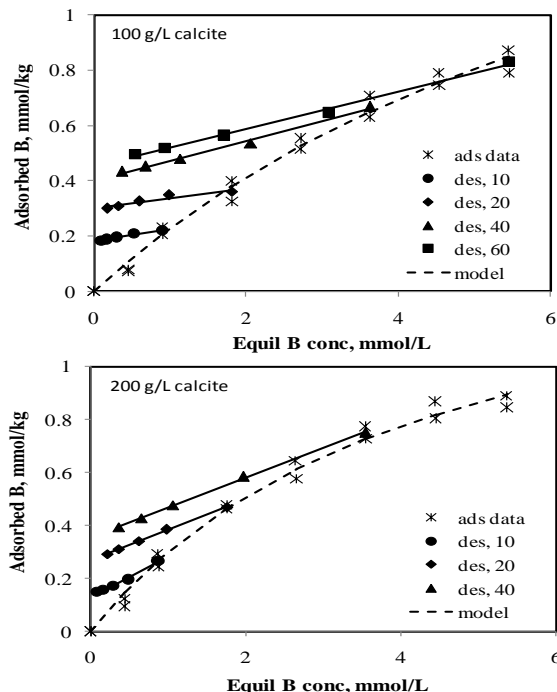 1
100 g/L calcite
0.8
0.6
0.4
0.2
0
Adsorbed B, mmol/kg
ads data
des, 10
des, 20
des, 40
des, 60
model
0 2 4 6
Equil B conc, mmol/L
1
200 g/L calcite
0.8
0.6
0.4
0.2
0
Adsorbed B, mmol/kg
ads data
des, 10
des, 20
des, 40
model
0 2 4 6
Equil B conc, mmol/L